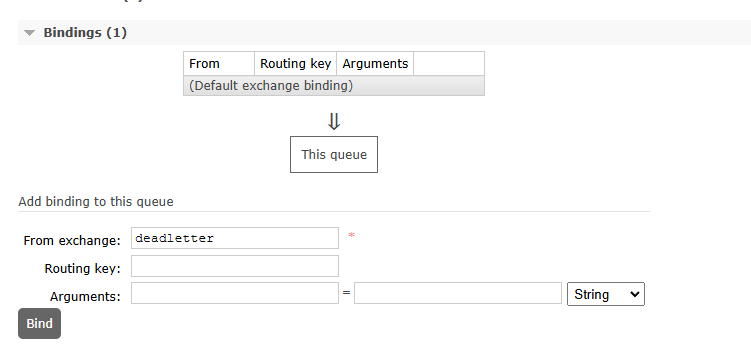 Bindings (1)
From Routing key Arguments
(Default exchange binding)
⇓
This queue
Add binding to this queue
From exchange: deadletter *
Routing key:
Arguments: = String
Bind